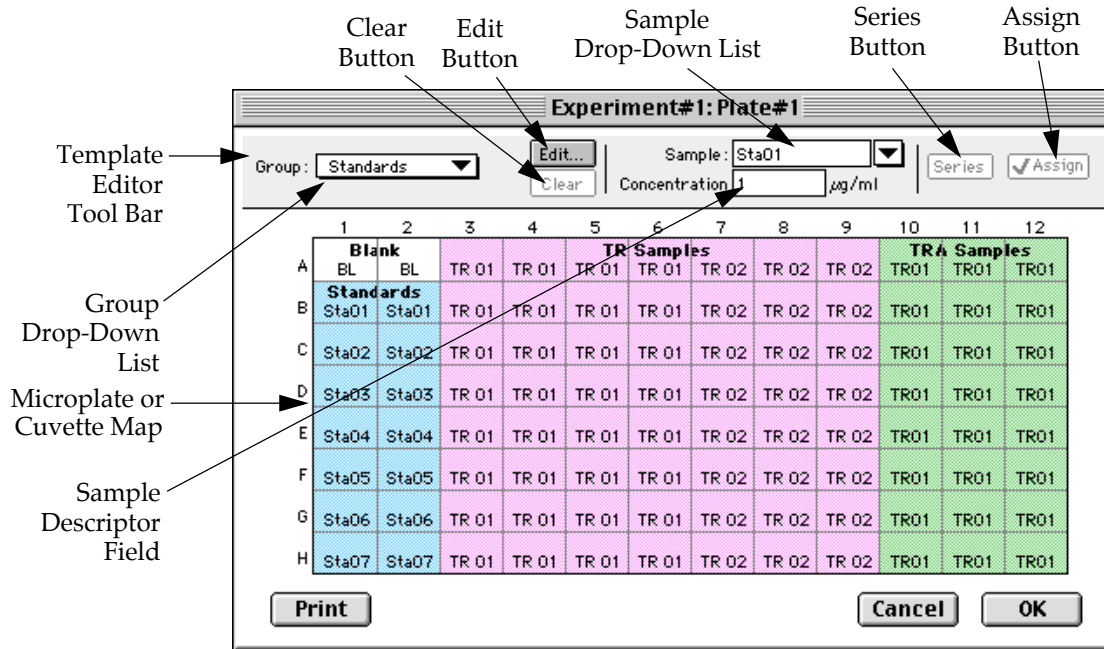 Clear
Button
Edit
Button
Sample
Drop-Down List
Series
Button
Assign
Button
Template
Editor
Tool Bar
Group
Drop-Down
List
Microplate or
Cuvette Map
Sample
Descriptor
Field
Experiment#1: Plate#1
Group: Standards Edit... Sample: Sta01 Series ✓Assign
Clear Concentration 1 µg/ml
1 2 3 4 5 6 7 8 9 10 11 12
Blank TR Samples TRA Samples
A BL BL TR 01 TR 01 TR 01 TR 01 TR 02 TR 02 TR 02 TR01 TR01 TR01
Standards
B Sta01 Sta01 TR 01 TR 01 TR 01 TR 01 TR 02 TR 02 TR 02 TR01 TR01 TR01
C Sta02 Sta02 TR 01 TR 01 TR 01 TR 01 TR 02 TR 02 TR 02 TR01 TR01 TR01
D Sta03 Sta03 TR 01 TR 01 TR 01 TR 01 TR 02 TR 02 TR 02 TR01 TR01 TR01
E Sta04 Sta04 TR 01 TR 01 TR 01 TR 01 TR 02 TR 02 TR 02 TR01 TR01 TR01
F Sta05 Sta05 TR 01 TR 01 TR 01 TR 01 TR 02 TR 02 TR 02 TR01 TR01 TR01
G Sta06 Sta06 TR 01 TR 01 TR 01 TR 01 TR 02 TR 02 TR 02 TR01 TR01 TR01
H Sta07 Sta07 TR 01 TR 01 TR 01 TR 01 TR 02 TR 02 TR 02 TR01 TR01 TR01
Print Cancel OK